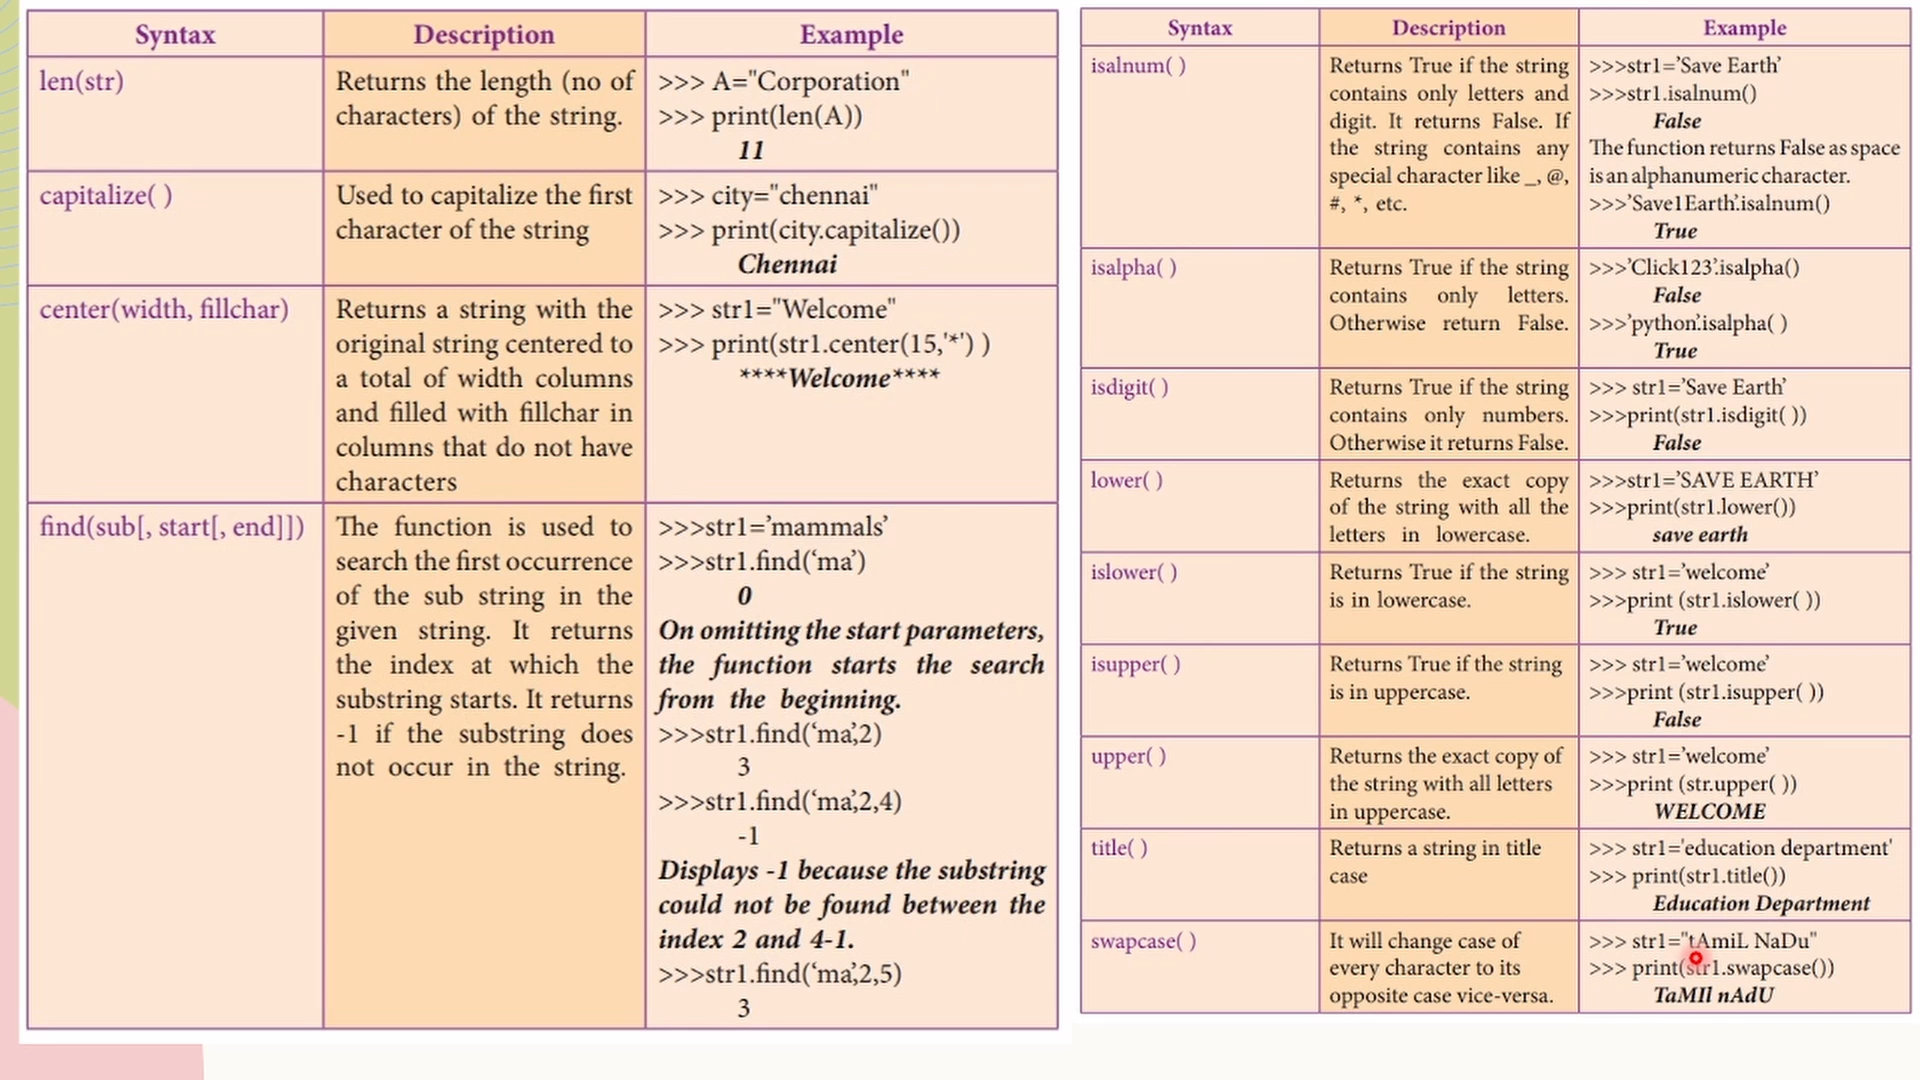 Syntax Description Example
len(str)
Returns the length (no of
characters) of the string.
>>> A="Corporation"
>>> print(len(A))
11
capitalize( )
Used to capitalize the first
character of the string
>>> city="chennai"
>>> print(city.capitalize())
Chennai
center(width, fillchar)
Returns a string with the
original string centered to
a total of width columns
and filled with fillchar in
columns that do not have
characters
>>> str1="Welcome"
>>> print(str1.center(15,'*') )
****Welcome****
find(sub[, start[, end]])
The function is used to
search the first occurrence
of the sub string in the
given string. It returns
the index at which the
substring starts. It returns
-1 if the substring does
not occur in the string.
>>>str1=’mammals’
>>>str1.find(‘ma’)
0
On omitting the start parameters,
the function starts the search
from the beginning.
>>>str1.find(‘ma’,2)
3
>>>str1.find(‘ma’,2,4)
-1
Displays -1 because the substring
could not be found between the
index 2 and 4-1.
>>>str1.find(‘ma’,2,5)
3
Syntax Description Example
isalnum( )
Returns True if the string
contains only letters and
digit. It returns False. If
the string contains any
special character like _, @,
#, *, etc.
>>>str1=’Save Earth’
>>>str1.isalnum()
False
The function returns False as space
is an alphanumeric character.
>>>’Save1Earth’.isalnum()
True
isalpha( )
Returns True if the string
contains only letters.
Otherwise return False.
>>>’Click123’.isalpha()
False
>>>’python’.isalpha( )
True
isdigit( )
Returns True if the string
contains only numbers.
Otherwise it returns False.
>>> str1=’Save Earth’
>>>print(str1.isdigit( ))
False
lower( )
Returns the exact copy
of the string with all the
letters in lowercase.
>>>str1=’SAVE EARTH’
>>>print(str1.lower())
save earth
islower( )
Returns True if the string
is in lowercase.
>>> str1=’welcome’
>>>print (str1.islower( ))
True
isupper( )
Returns True if the string
is in uppercase.
>>> str1=’welcome’
>>>print (str1.isupper( ))
False
upper( )
Returns the exact copy of
the string with all letters
in uppercase.
>>> str1=’welcome’
>>>print (str.upper( ))
WELCOME
title( )
Returns a string in title
case
>>> str1='education department'
>>> print(str1.title())
Education Department
swapcase( )
It will change case of
every character to its
opposite case vice-versa.
>>> str1="tAmiL NaDu"
>>> print(str1.swapcase())
TaMIl nAdU